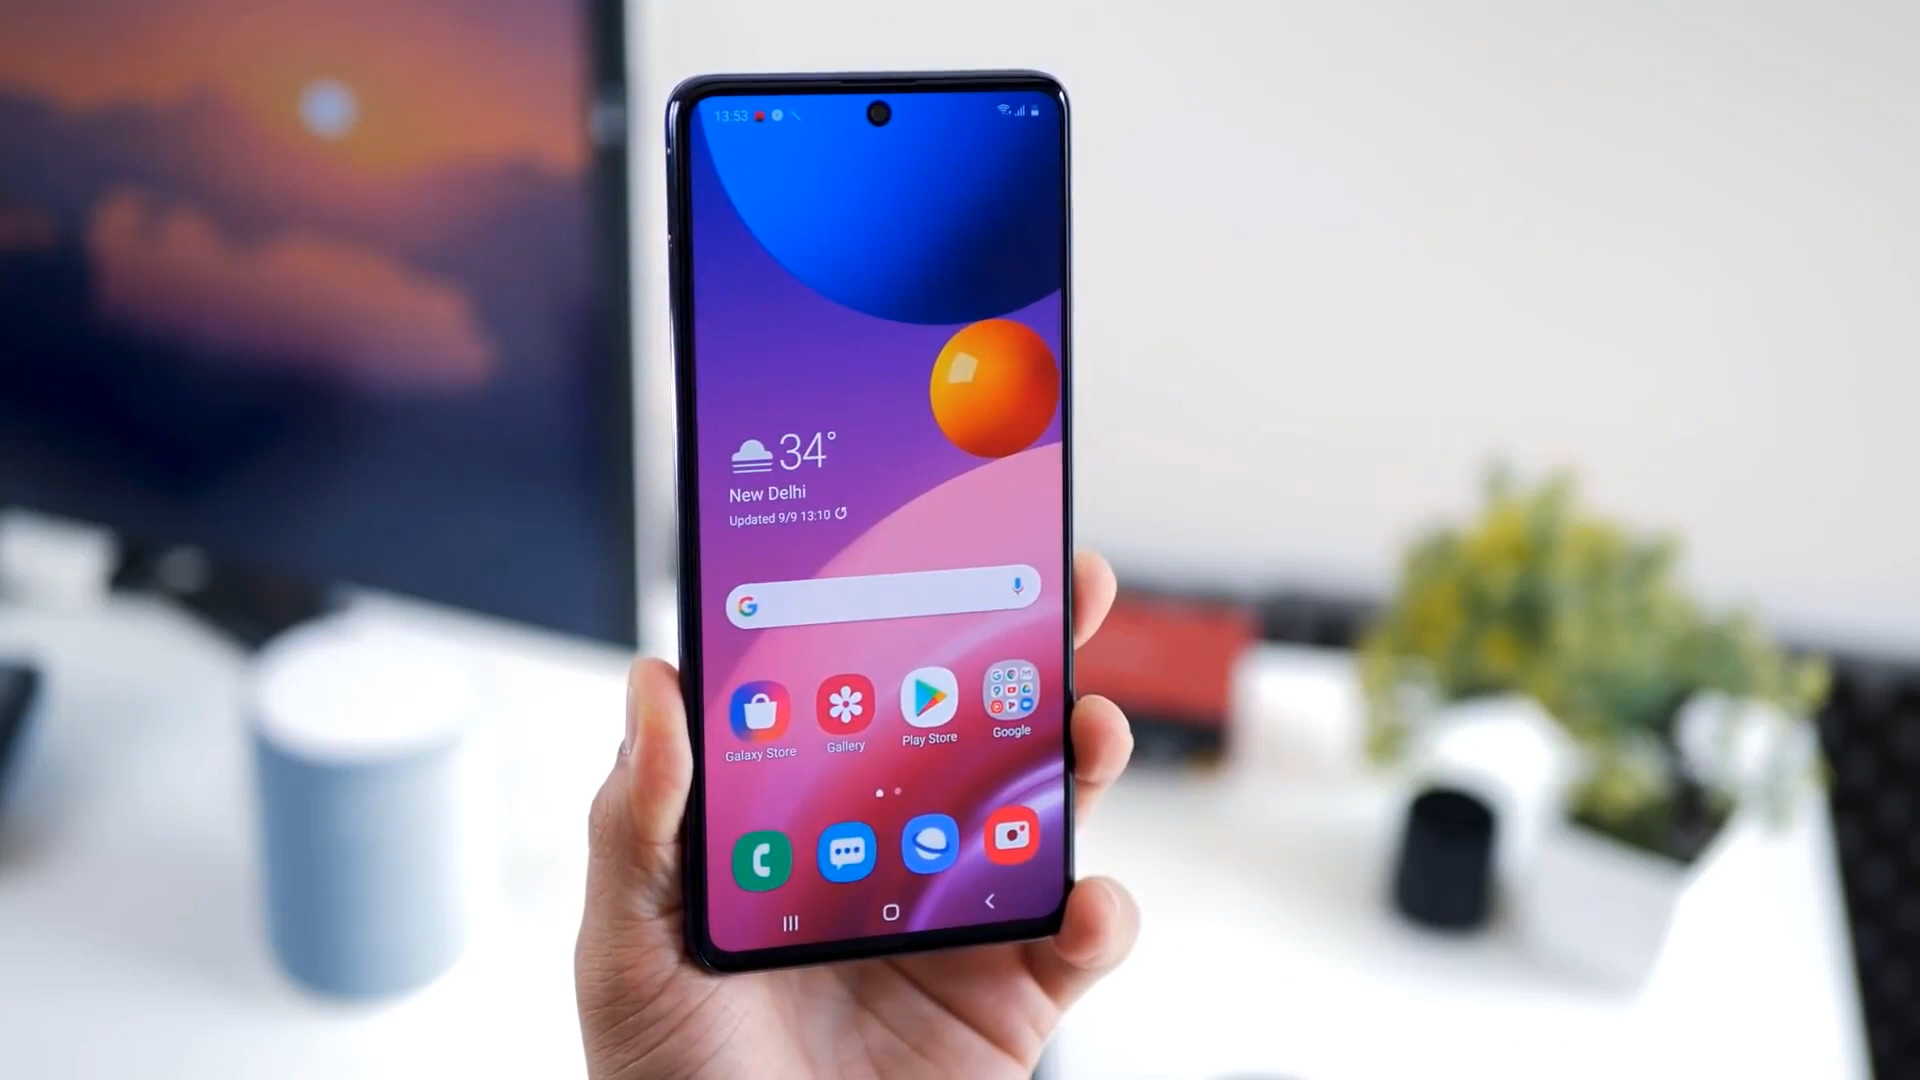 13:53
34°
New Delhi
Updated 9/9 13:10
Galaxy Store
Gallery
Play Store
Google